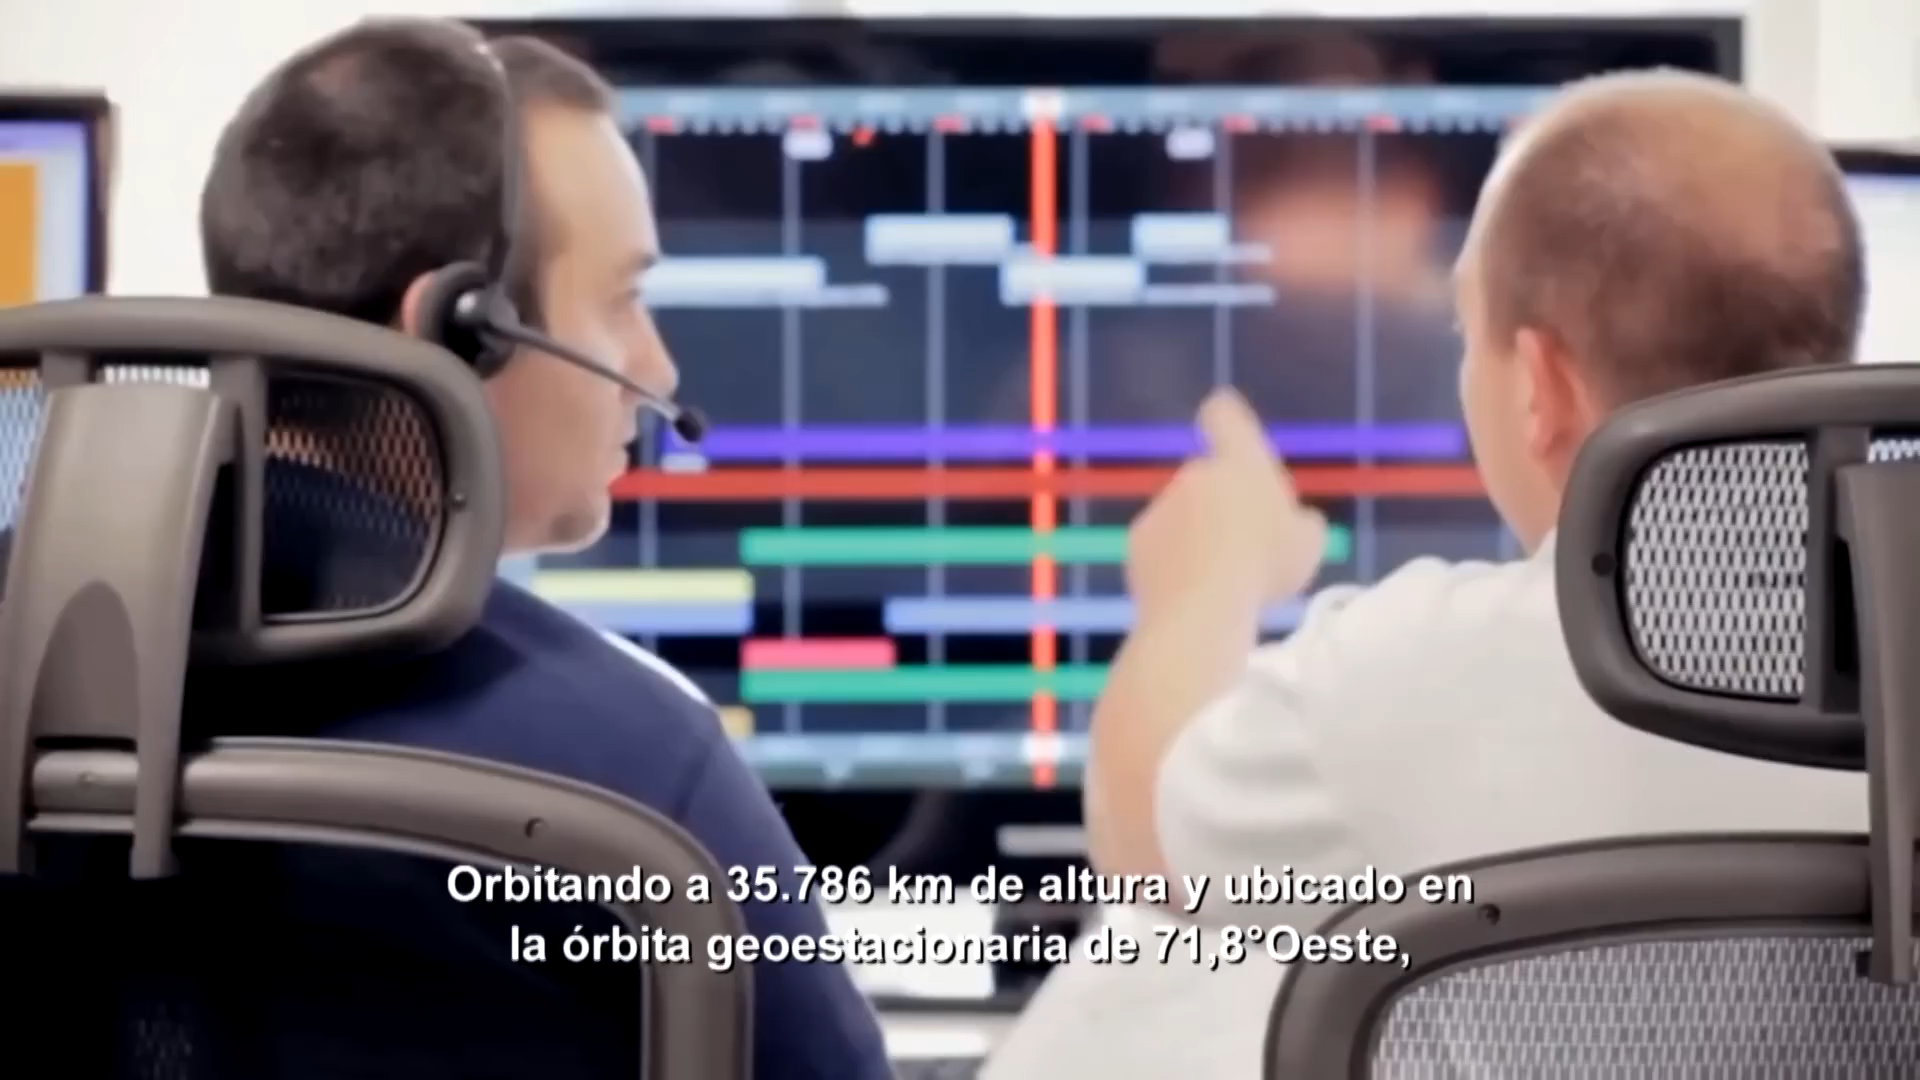 Orbitando a 35.786 km de altura y ubicado en
la órbita geoestacionaria de 71,8°Oeste,